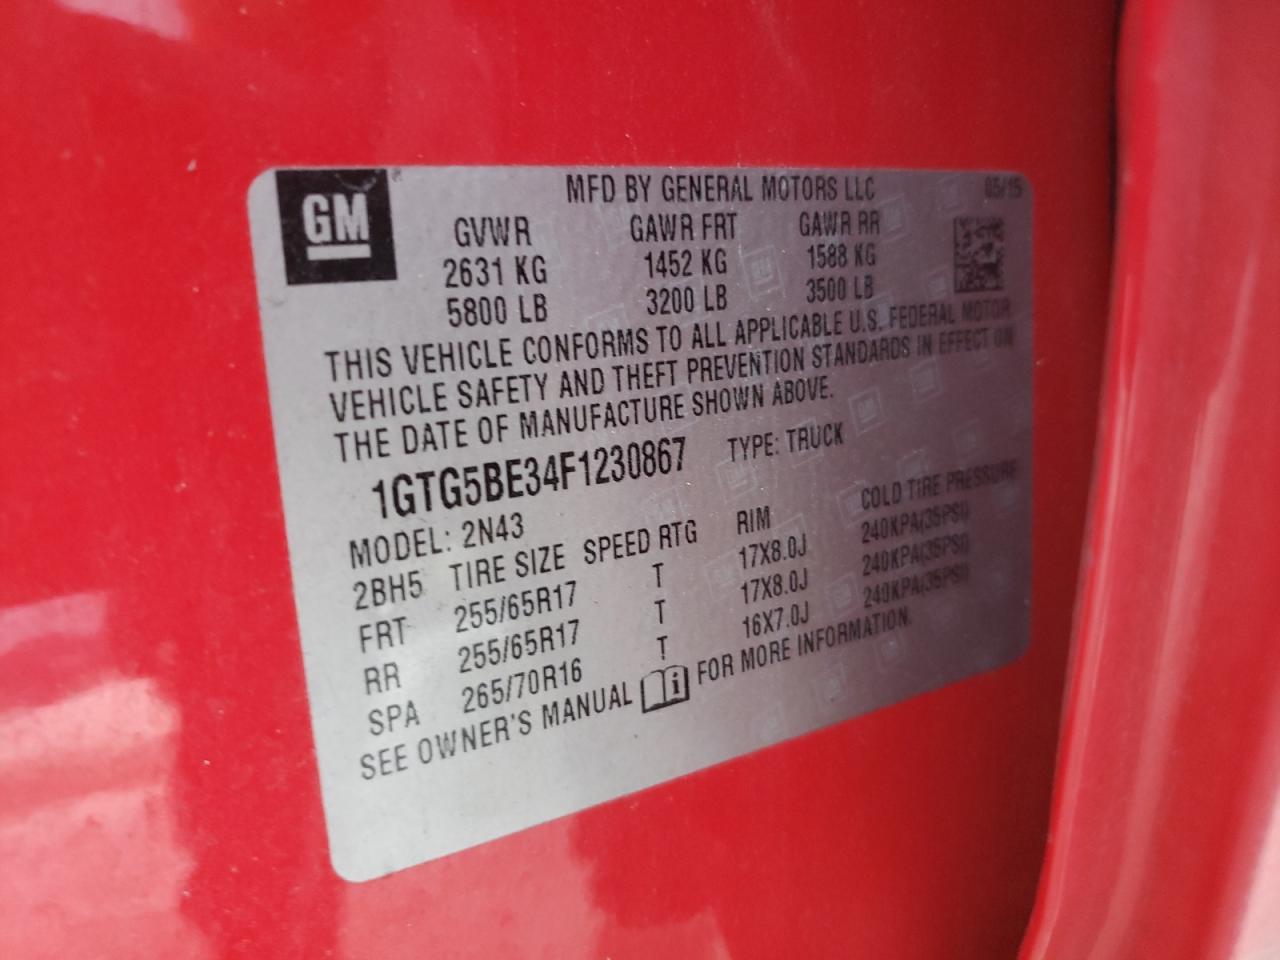 GM
MFD BY GENERAL MOTORS LLC 05/15
GVWR GAWR FRT GAWR RR
2631 KG 1452 KG 1588 KG
5800 LB 3200 LB 3500 LB
THIS VEHICLE CONFORMS TO ALL APPLICABLE U.S. FEDERAL MOTOR
VEHICLE SAFETY AND THEFT PREVENTION STANDARDS IN EFFECT ON
THE DATE OF MANUFACTURE SHOWN ABOVE.
1GTG5BE34F1230867 TYPE: TRUCK
MODEL: 2N43
2BH5 TIRE SIZE SPEED RTG RIM COLD TIRE PRESSURE
FRT 255/65R17 T 17X8.0J 240KPA(35PSI)
RR 255/65R17 T 17X8.0J 240KPA(35PSI)
SPA 265/70R16 T 16X7.0J 240KPA(35PSI)
SEE OWNER'S MANUAL i FOR MORE INFORMATION.